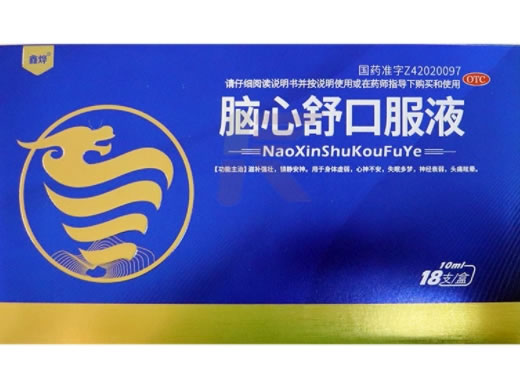 鑫烨®
国药准字Z42020097
OTC
请仔细阅读说明书并按说明使用或在药师指导下购买和使用
脑心舒口服液
NaoXinShuKouFuYe
【功能主治】滋补强壮,镇静安神。用于身体虚弱,心神不安,失眠多梦,神经衰弱,头痛眩晕。
10ml
18支/盒